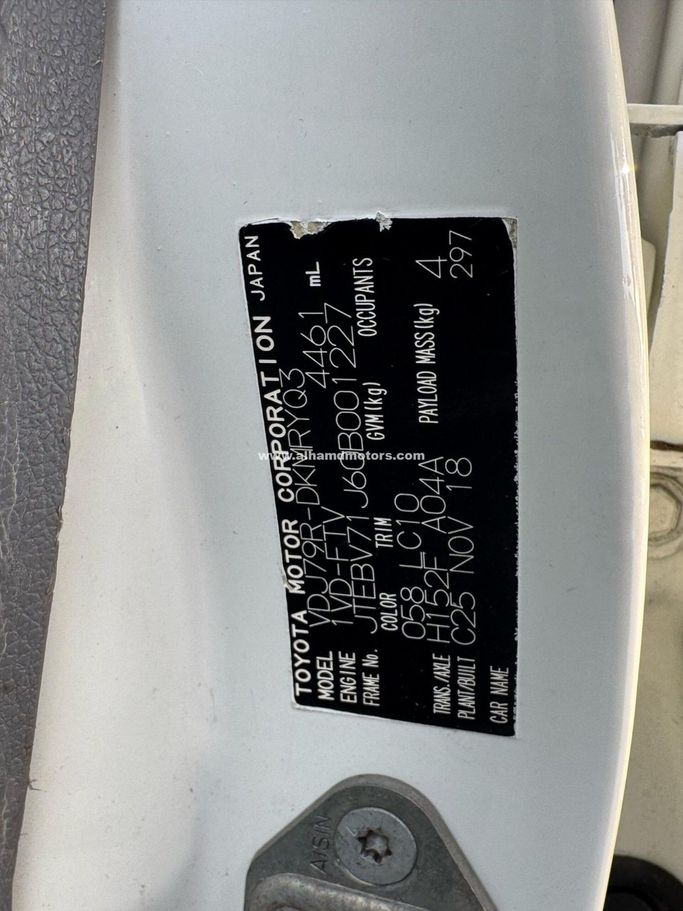 TOYOTA MOTOR CORPORATION JAPAN
MODEL VDJ79R-DKMRYQ3
ENGINE 1VD-FTV 4461 mL
FRAME No. JTEBV71J60B001227
COLOR TRIM GVM(kg) OCCUPANTS
058 LC10 4
TRANS./AXLE H152F A04A PAYLOAD MASS(kg) 297
PLANT/BUILT C25 NOV 18
CAR NAME
www.alhamdmotors.com
AISIN